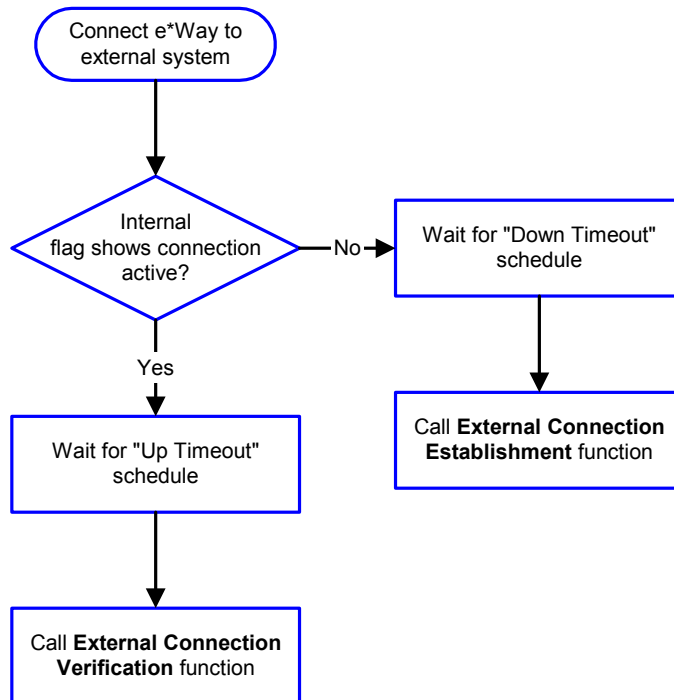 Connect e*Way to
external system
Internal
flag shows connection
active?
No
Wait for "Down Timeout"
schedule
Yes
Call External Connection
Establishment function
Wait for "Up Timeout"
schedule
Call External Connection
Verification function